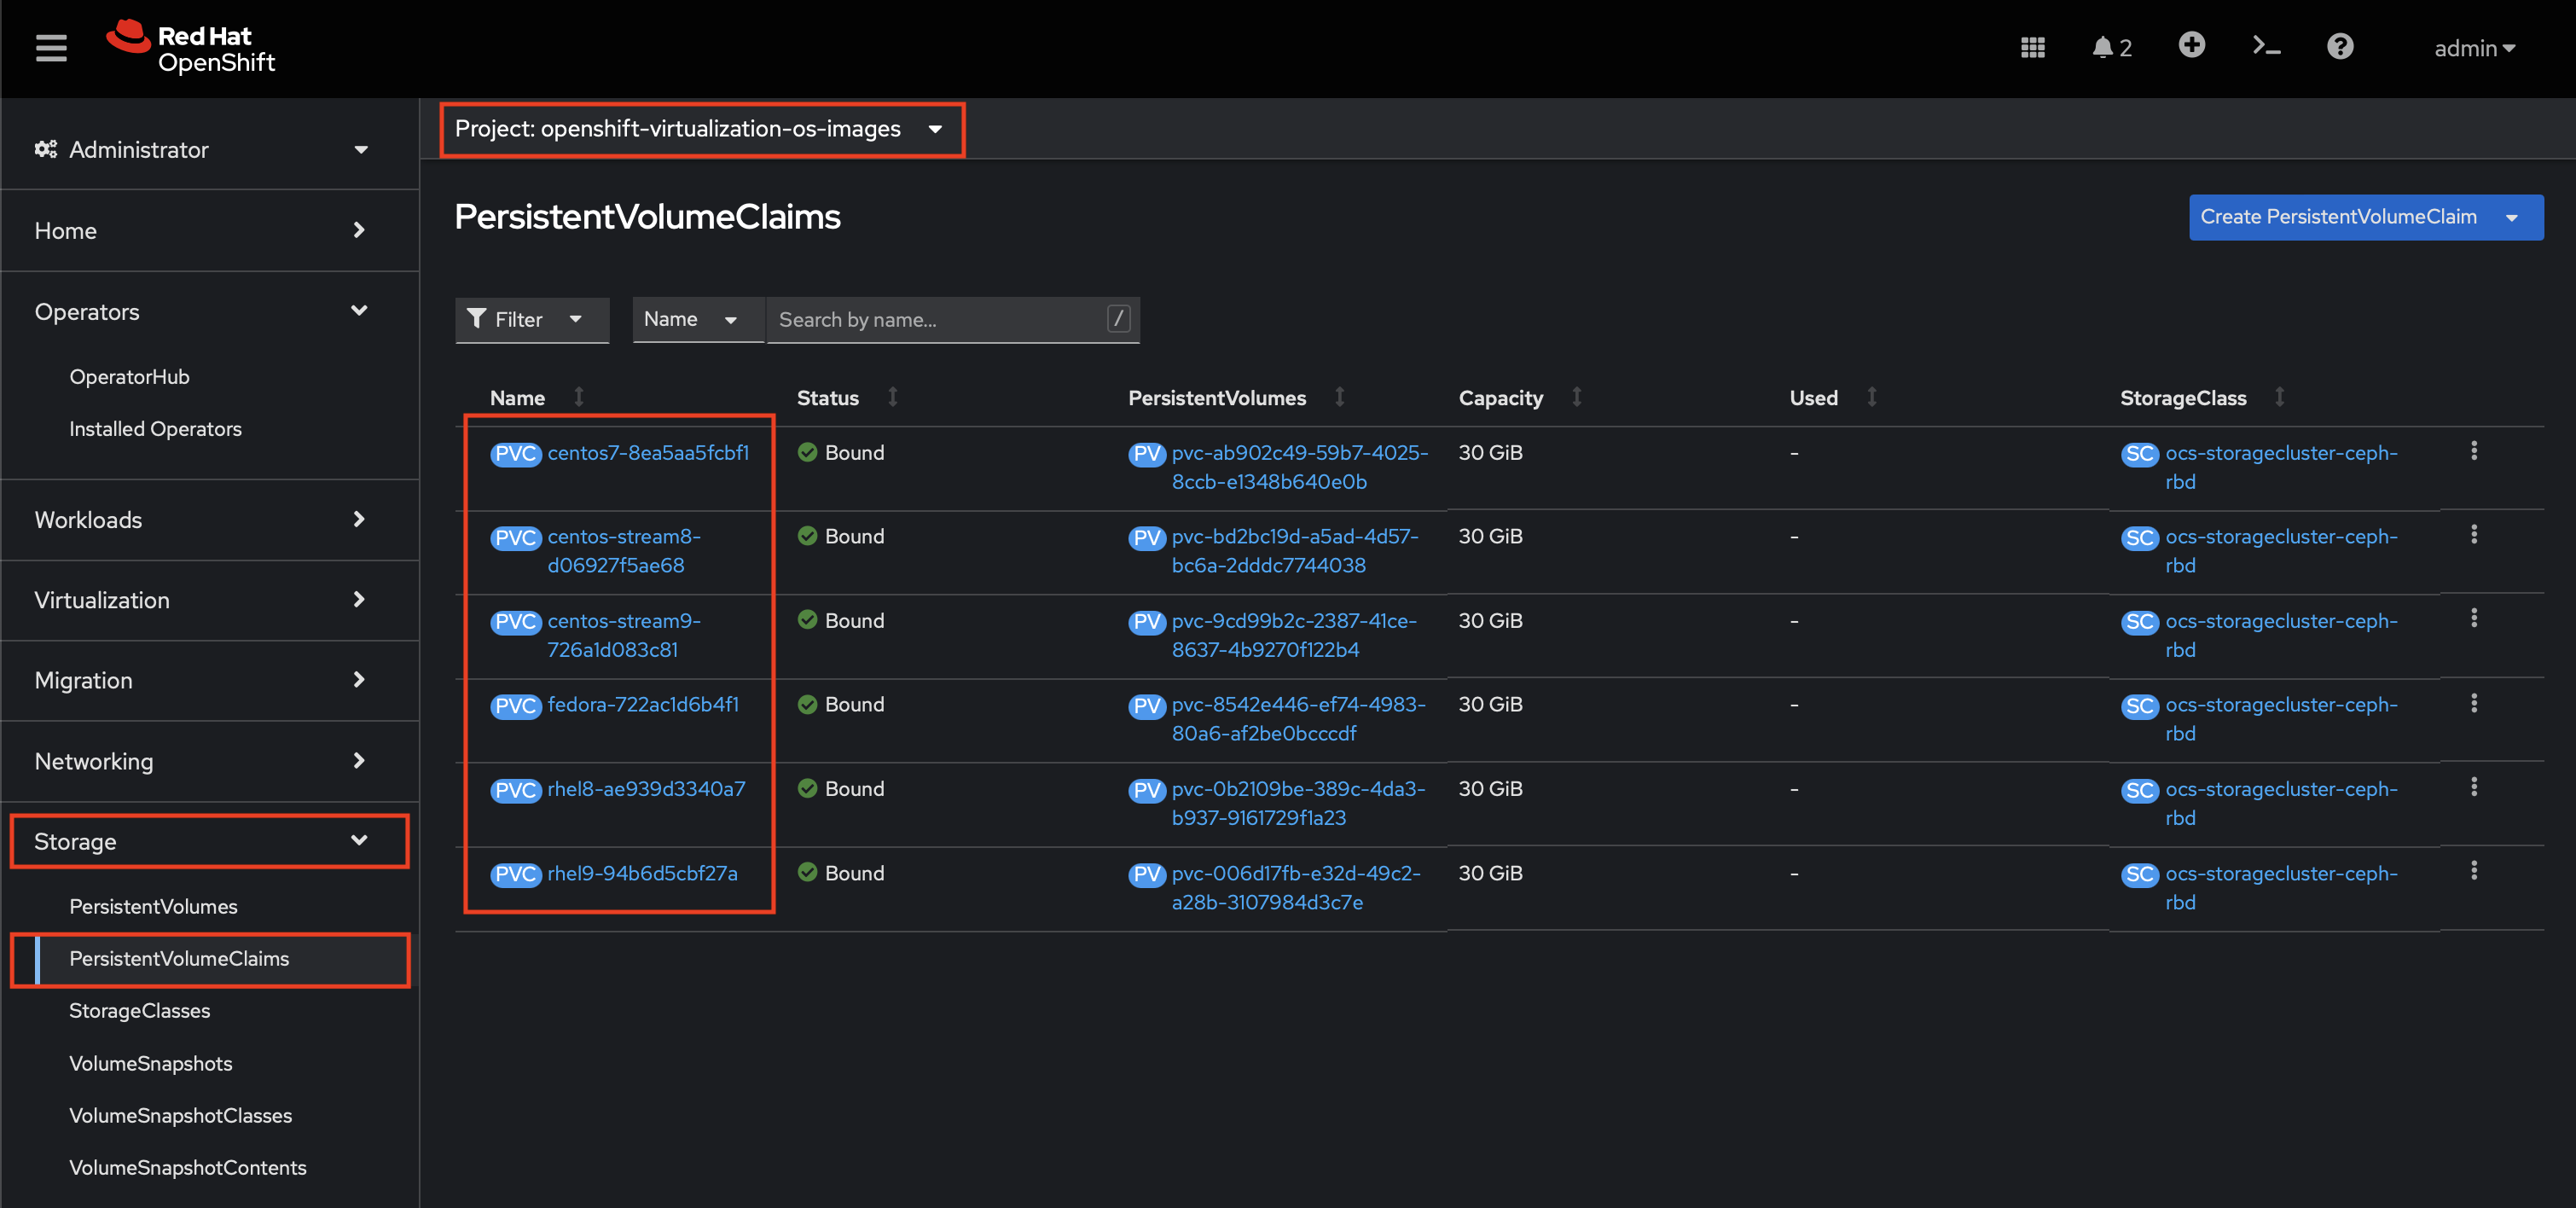 Red Hat
OpenShift
2
admin
Administrator
Home
Operators
OperatorHub
Installed Operators
Workloads
Virtualization
Migration
Networking
Storage
PersistentVolumes
PersistentVolumeClaims
StorageClasses
VolumeSnapshots
VolumeSnapshotClasses
VolumeSnapshotContents
Project: openshift-virtualization-os-images
PersistentVolumeClaims
Create PersistentVolumeClaim
Filter
Name
Search by name...
/
Name Status PersistentVolumes Capacity Used StorageClass
PVC centos7-8ea5aa5fcbf1 Bound PV pvc-ab902c49-59b7-4025- 30 GiB - SC ocs-storagecluster-ceph-
8ccb-e1348b640e0b rbd
PVC centos-stream8- Bound PV pvc-bd2bc19d-a5ad-4d57- 30 GiB - SC ocs-storagecluster-ceph-
d06927f5ae68 bc6a-2dddc7744038 rbd
PVC centos-stream9- Bound PV pvc-9cd99b2c-2387-41ce- 30 GiB - SC ocs-storagecluster-ceph-
726a1d083c81 8637-4b9270f122b4 rbd
PVC fedora-722ac1d6b4f1 Bound PV pvc-8542e446-ef74-4983- 30 GiB - SC ocs-storagecluster-ceph-
80a6-af2be0bcccdf rbd
PVC rhel8-ae939d3340a7 Bound PV pvc-0b2109be-389c-4da3- 30 GiB - SC ocs-storagecluster-ceph-
b937-9161729f1a23 rbd
PVC rhel9-94b6d5cbf27a Bound PV pvc-006d17fb-e32d-49c2- 30 GiB - SC ocs-storagecluster-ceph-
a28b-3107984d3c7e rbd